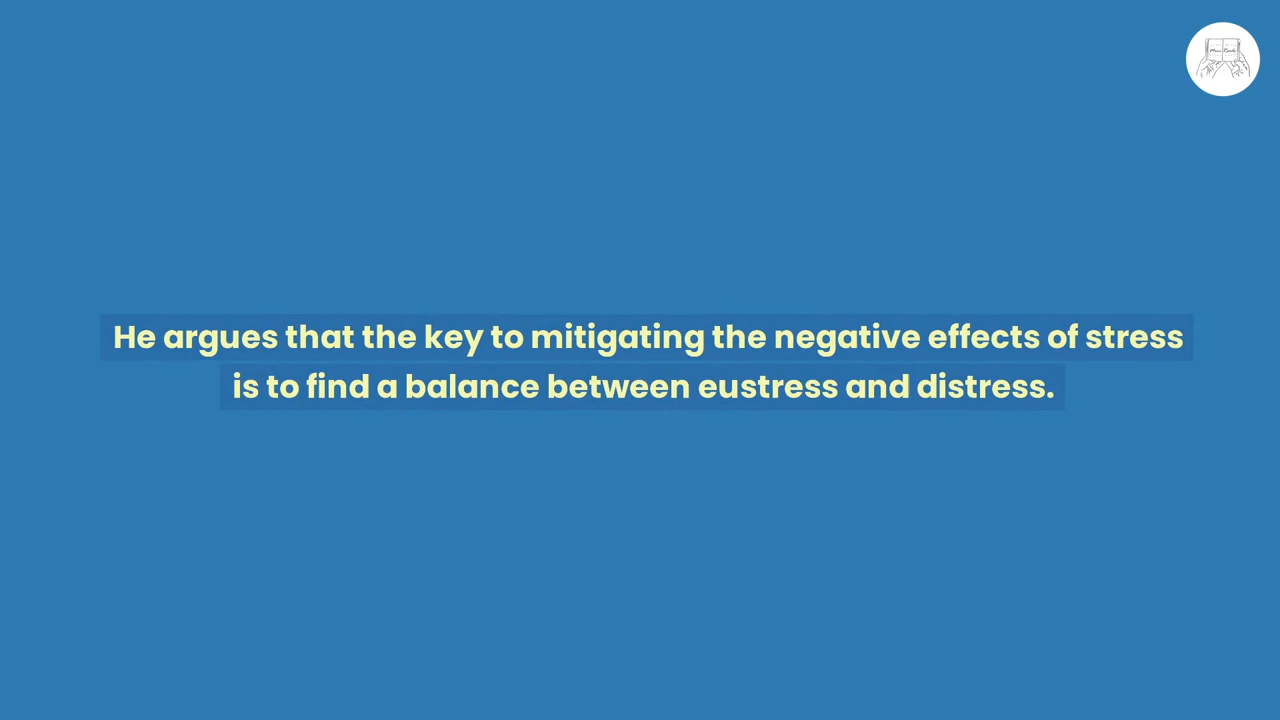 He argues that the key to mitigating the negative effects of stress
is to find a balance between eustress and distress.